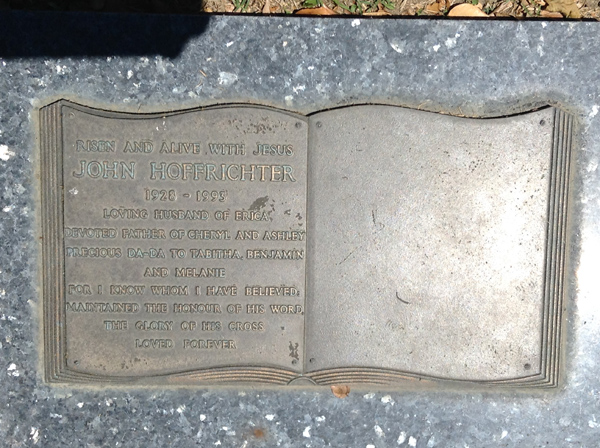 RISEN AND ALIVE WITH JESUS
JOHN HOFFRICHTER
1928 - 1995
LOVING HUSBAND OF ERICA,
DEVOTED FATHER OF CHERYL AND ASHLEY
PRECIOUS DA-DA TO TABITHA, BENJAMIN
AND MELANIE
FOR I KNOW WHOM I HAVE BELIEVED;
MAINTAINED THE HONOUR OF HIS WORD,
THE GLORY OF HIS CROSS
LOVED FOREVER